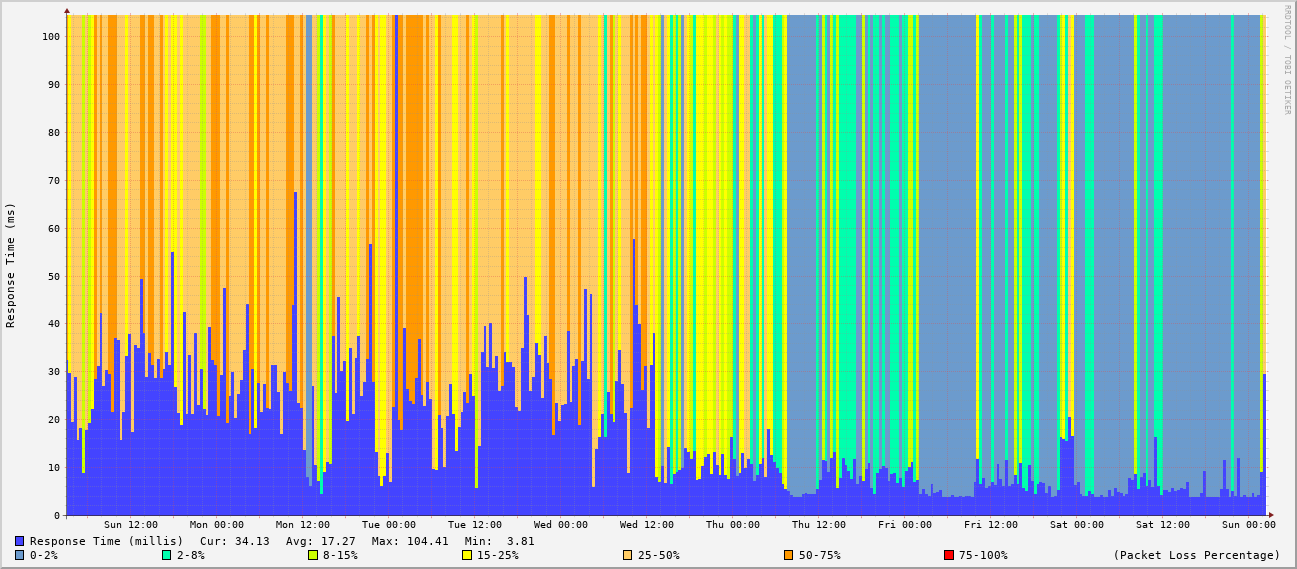 RRDTOOL / TOBI OETIKER
Response Time (ms)
100
90
80
70
60
50
40
30
20
10
0
Sun 12:00 Mon 00:00 Mon 12:00 Tue 00:00 Tue 12:00 Wed 00:00 Wed 12:00 Thu 00:00 Thu 12:00 Fri 00:00 Fri 12:00 Sat 00:00 Sat 12:00 Sun 00:00
Response Time (millis) Cur: 34.13 Avg: 17.27 Max: 104.41 Min: 3.81
0-2% 2-8% 8-15% 15-25% 25-50% 50-75% 75-100% (Packet Loss Percentage)